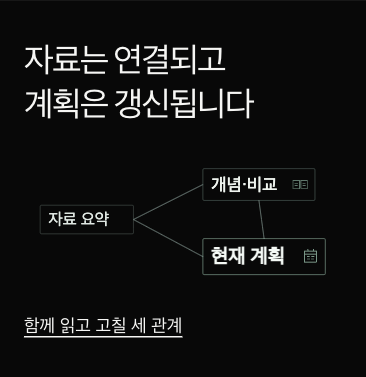 자료는 연결되고
계획은 갱신됩니다
개념·비교
자료 요약
현재 계획
함께 읽고 고칠 세 관계